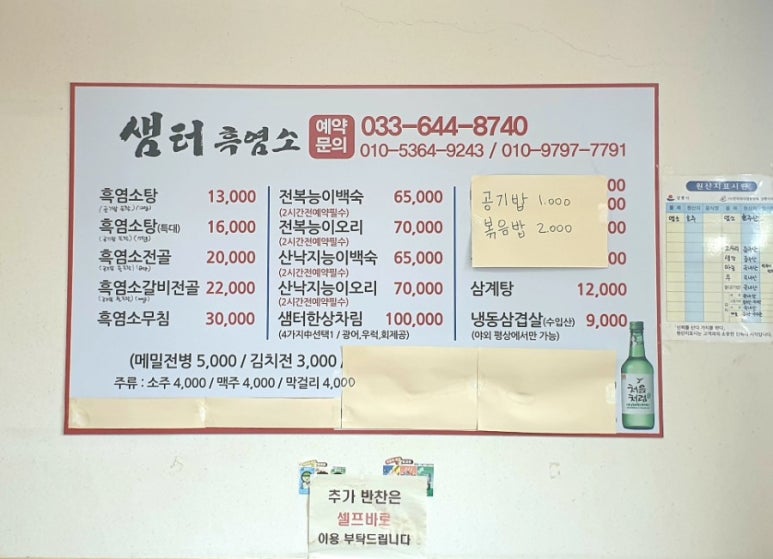 샘터 흑염소
예약문의
033-644-8740
010-5364-9243 / 010-9797-7791
흑염소탕 13,000
흑염소탕(특대) 16,000
흑염소전골 20,000
흑염소갈비전골 22,000
흑염소무침 30,000
전복능이백숙 65,000
(2시간전예약필수)
전복능이오리 70,000
(2시간전예약필수)
산낙지능이백숙 65,000
(2시간전예약필수)
산낙지능이오리 70,000
(2시간전예약필수)
샘터한상차림 100,000
(4가지中선택1 / 광어,우럭,회제공)
공기밥 1.000
볶음밥 2000
00
00
000
삼계탕 12,000
냉동삼겹살(수입산) 9,000
(야외 평상에서만 가능)
(메밀전병 5,000 / 김치전 3,000 /
주류 : 소주 4,000 / 맥주 4,000 / 막걸리 4,000
처음처럼
원산지표시판
염소 호주
추가 반찬은
셀프바로
이용 부탁드립니다